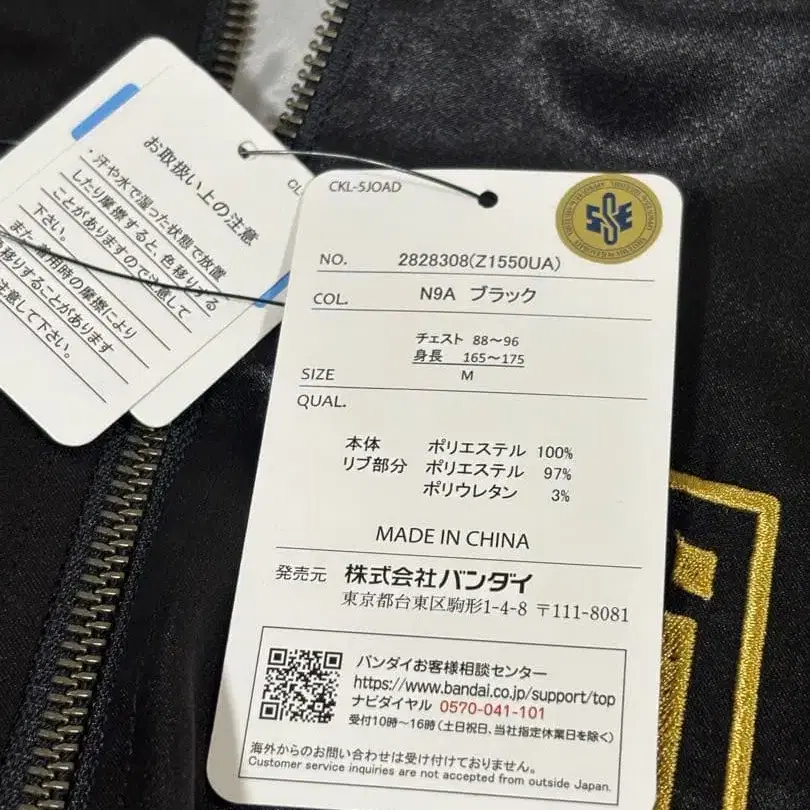 お取扱い上の注意
・汗や水で湿った状態で放置
したり摩擦すると、色移りする
ことがありますので注意して
下さい。
また 着用時の摩擦により
色移りすることがあります
注意して下さい。
CKL-5JOAD
NO. 2828308(Z1550UA)
COL. N9A ブラック
チェスト 88～96
身長 165～175
SIZE M
QUAL.
本体 ポリエステル 100%
リブ部分 ポリエステル 97%
ポリウレタン 3%
MADE IN CHINA
発売元 株式会社バンダイ
東京都台東区駒形1-4-8 〒111-8081
バンダイお客様相談センター
https://www.bandai.co.jp/support/top
ナビダイヤル 0570-041-101
受付10時～16時(土日祝日、当社指定休業日を除く)
海外からのお問い合わせは受け付けておりません。
Customer service inquiries are not accepted from outside Japan.